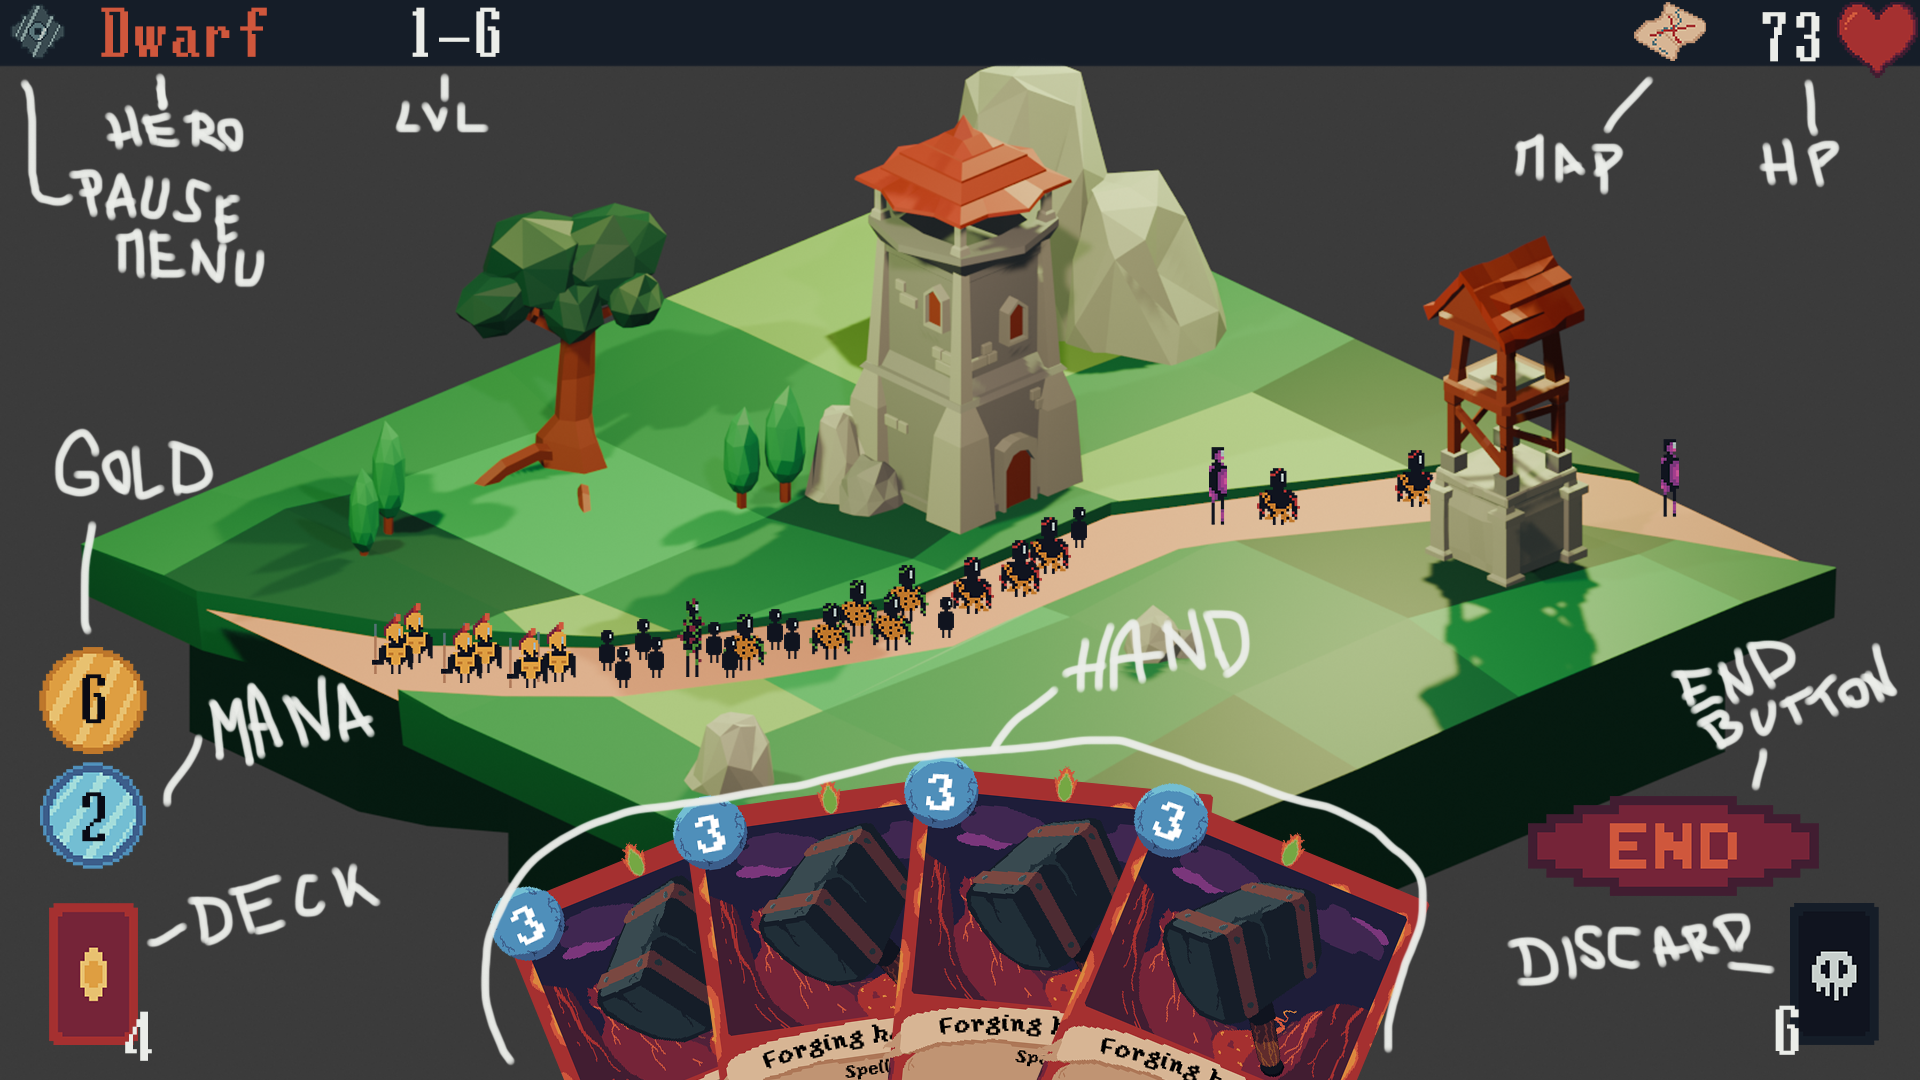 Dwarf 1-6 73
HERO
LVL
PAUSE
MENU
MAP
HP
GOLD
6
MANA
2
DECK
4
HAND
END
BUTTON
END
DISCARD
6
3
3
3
3
Forging
Spell
Forging
Sp
Forging